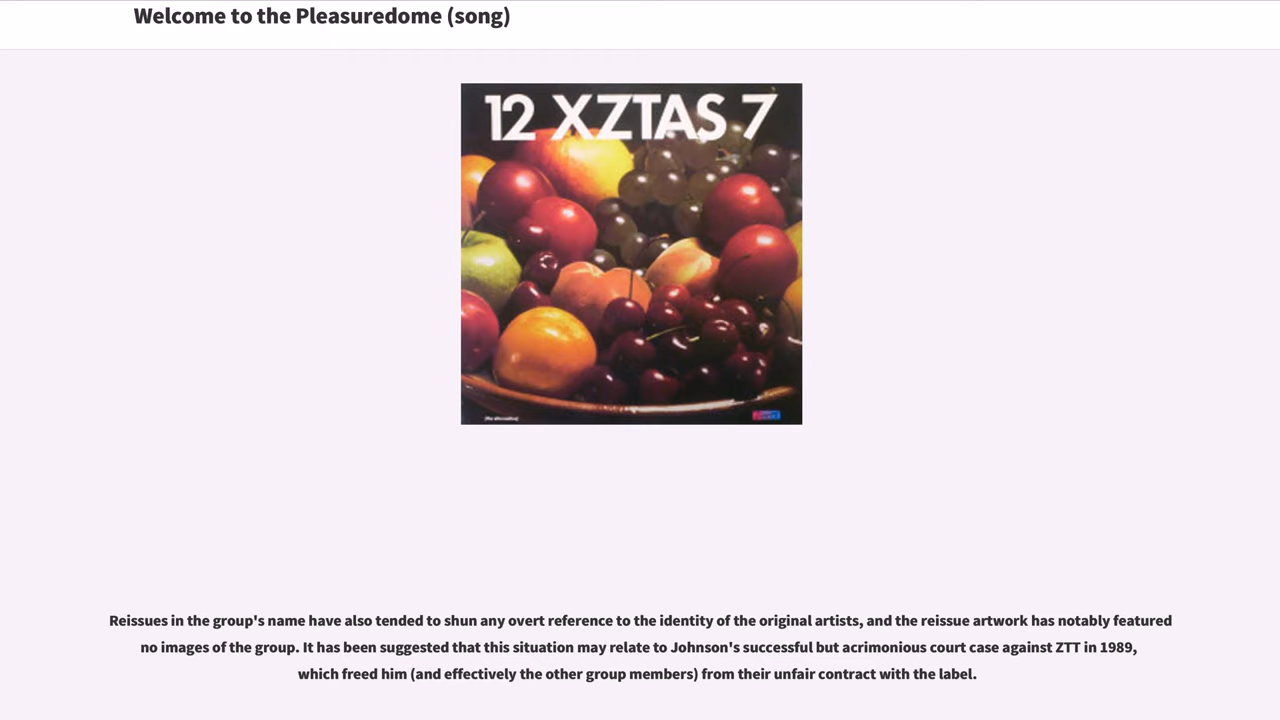 Welcome to the Pleasuredome (song)
12 XZTAS 7
Reissues in the group's name have also tended to shun any overt reference to the identity of the original artists, and the reissue artwork has notably featured
no images of the group. It has been suggested that this situation may relate to Johnson's successful but acrimonious court case against ZTT in 1989,
which freed him (and effectively the other group members) from their unfair contract with the label.